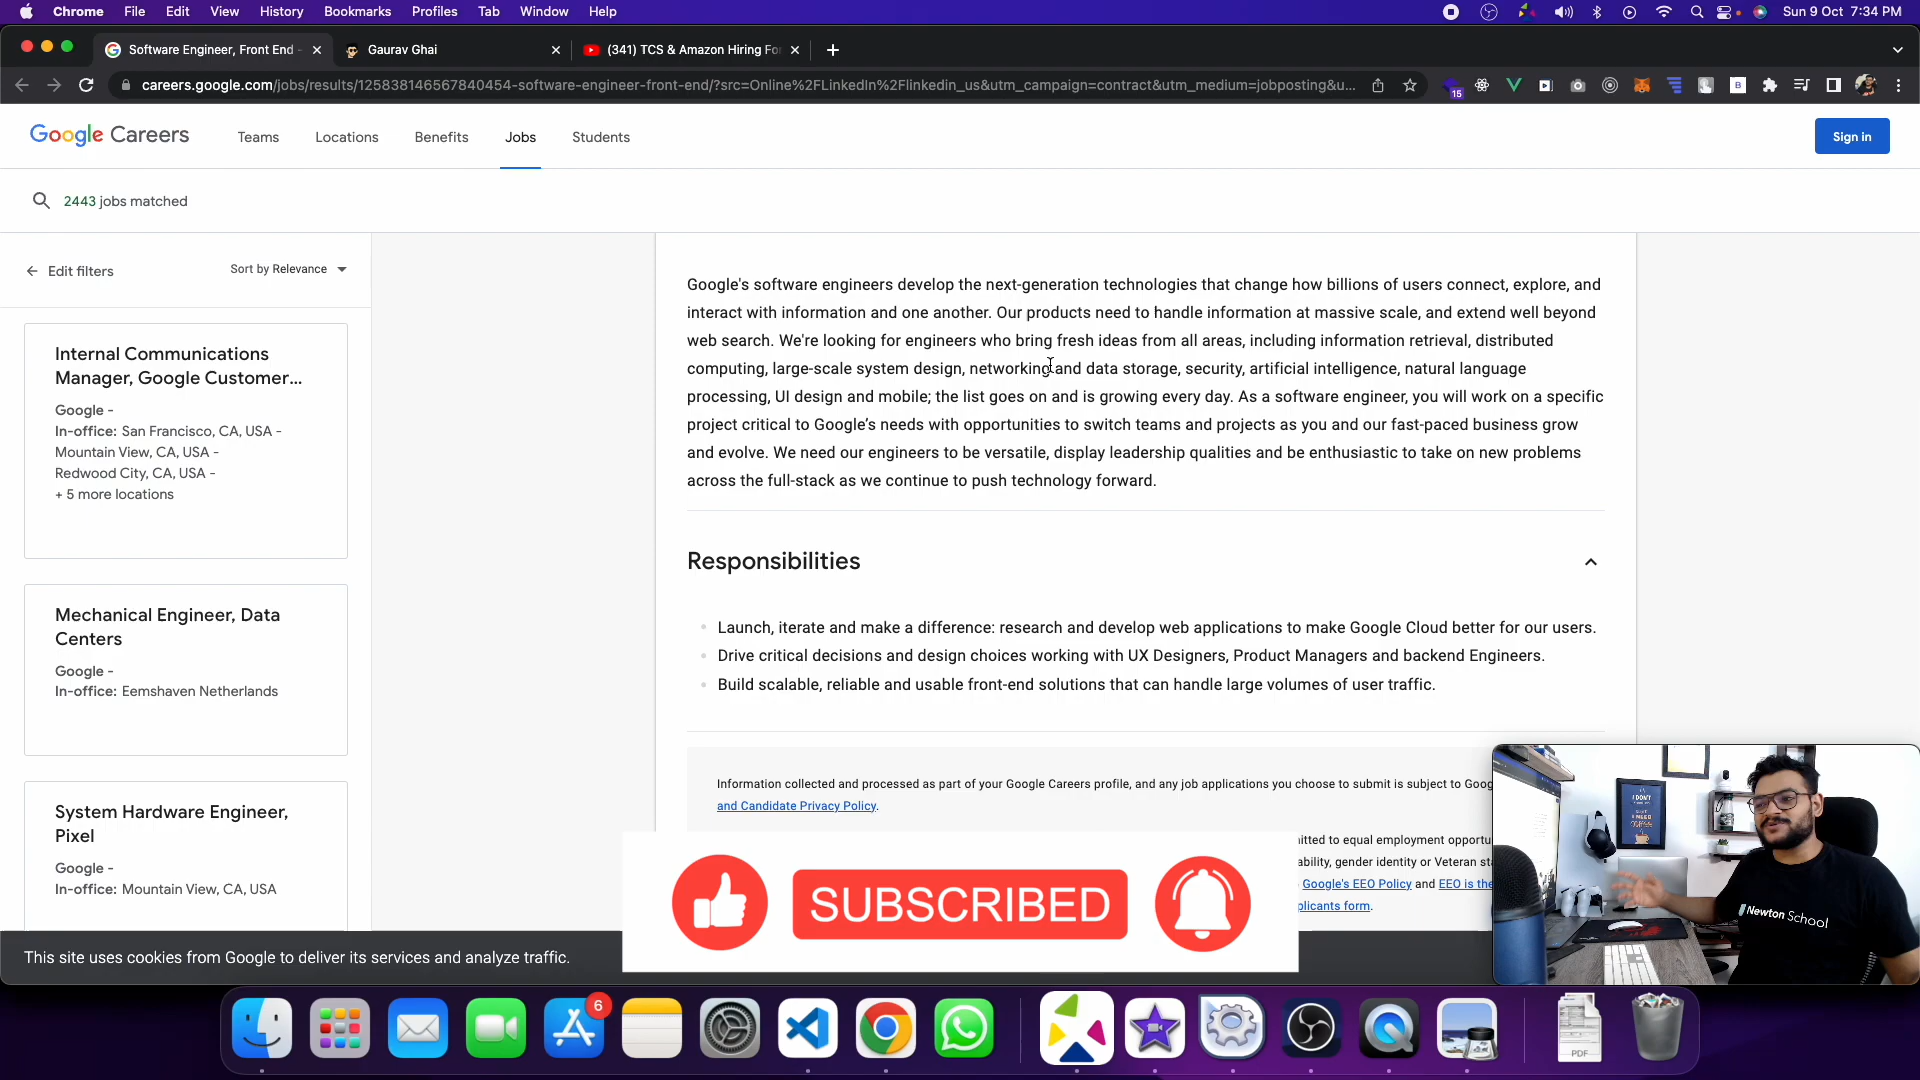 Chrome File Edit View History Bookmarks Profiles Tab Window Help
Sun 9 Oct 7:34 PM
Software Engineer, Front End -
Gaurav Ghai
(341) TCS & Amazon Hiring Fo
careers.google.com/jobs/results/125838146567840454-software-engineer-front-end/?src=Online%2FLinkedIn%2Flinkedin_us&utm_campaign=contract&utm_medium=jobposting&u...
15
Google Careers
Teams
Locations
Benefits
Jobs
Students
Sign in
2443 jobs matched
Edit filters
Sort by Relevance
Internal Communications
Manager, Google Customer...
Google -
In-office: San Francisco, CA, USA -
Mountain View, CA, USA -
Redwood City, CA, USA -
+ 5 more locations
Mechanical Engineer, Data
Centers
Google -
In-office: Eemshaven Netherlands
System Hardware Engineer,
Pixel
Google -
In-office: Mountain View, CA, USA
Google's software engineers develop the next-generation technologies that change how billions of users connect, explore, and
interact with information and one another. Our products need to handle information at massive scale, and extend well beyond
web search. We're looking for engineers who bring fresh ideas from all areas, including information retrieval, distributed
computing, large-scale system design, networking and data storage, security, artificial intelligence, natural language
processing, UI design and mobile; the list goes on and is growing every day. As a software engineer, you will work on a specific
project critical to Google’s needs with opportunities to switch teams and projects as you and our fast-paced business grow
and evolve. We need our engineers to be versatile, display leadership qualities and be enthusiastic to take on new problems
across the full-stack as we continue to push technology forward.
Responsibilities
Launch, iterate and make a difference: research and develop web applications to make Google Cloud better for our users.
Drive critical decisions and design choices working with UX Designers, Product Managers and backend Engineers.
Build scalable, reliable and usable front-end solutions that can handle large volumes of user traffic.
Information collected and processed as part of your Google Careers profile, and any job applications you choose to submit is subject to Goog
and Candidate Privacy Policy.
itted to equal employment opportu
ability, gender identity or Veteran sta
Google's EEO Policy and EEO is the
plicants form.
SUBSCRIBED
This site uses cookies from Google to deliver its services and analyze traffic.
Newton School
6
PDF